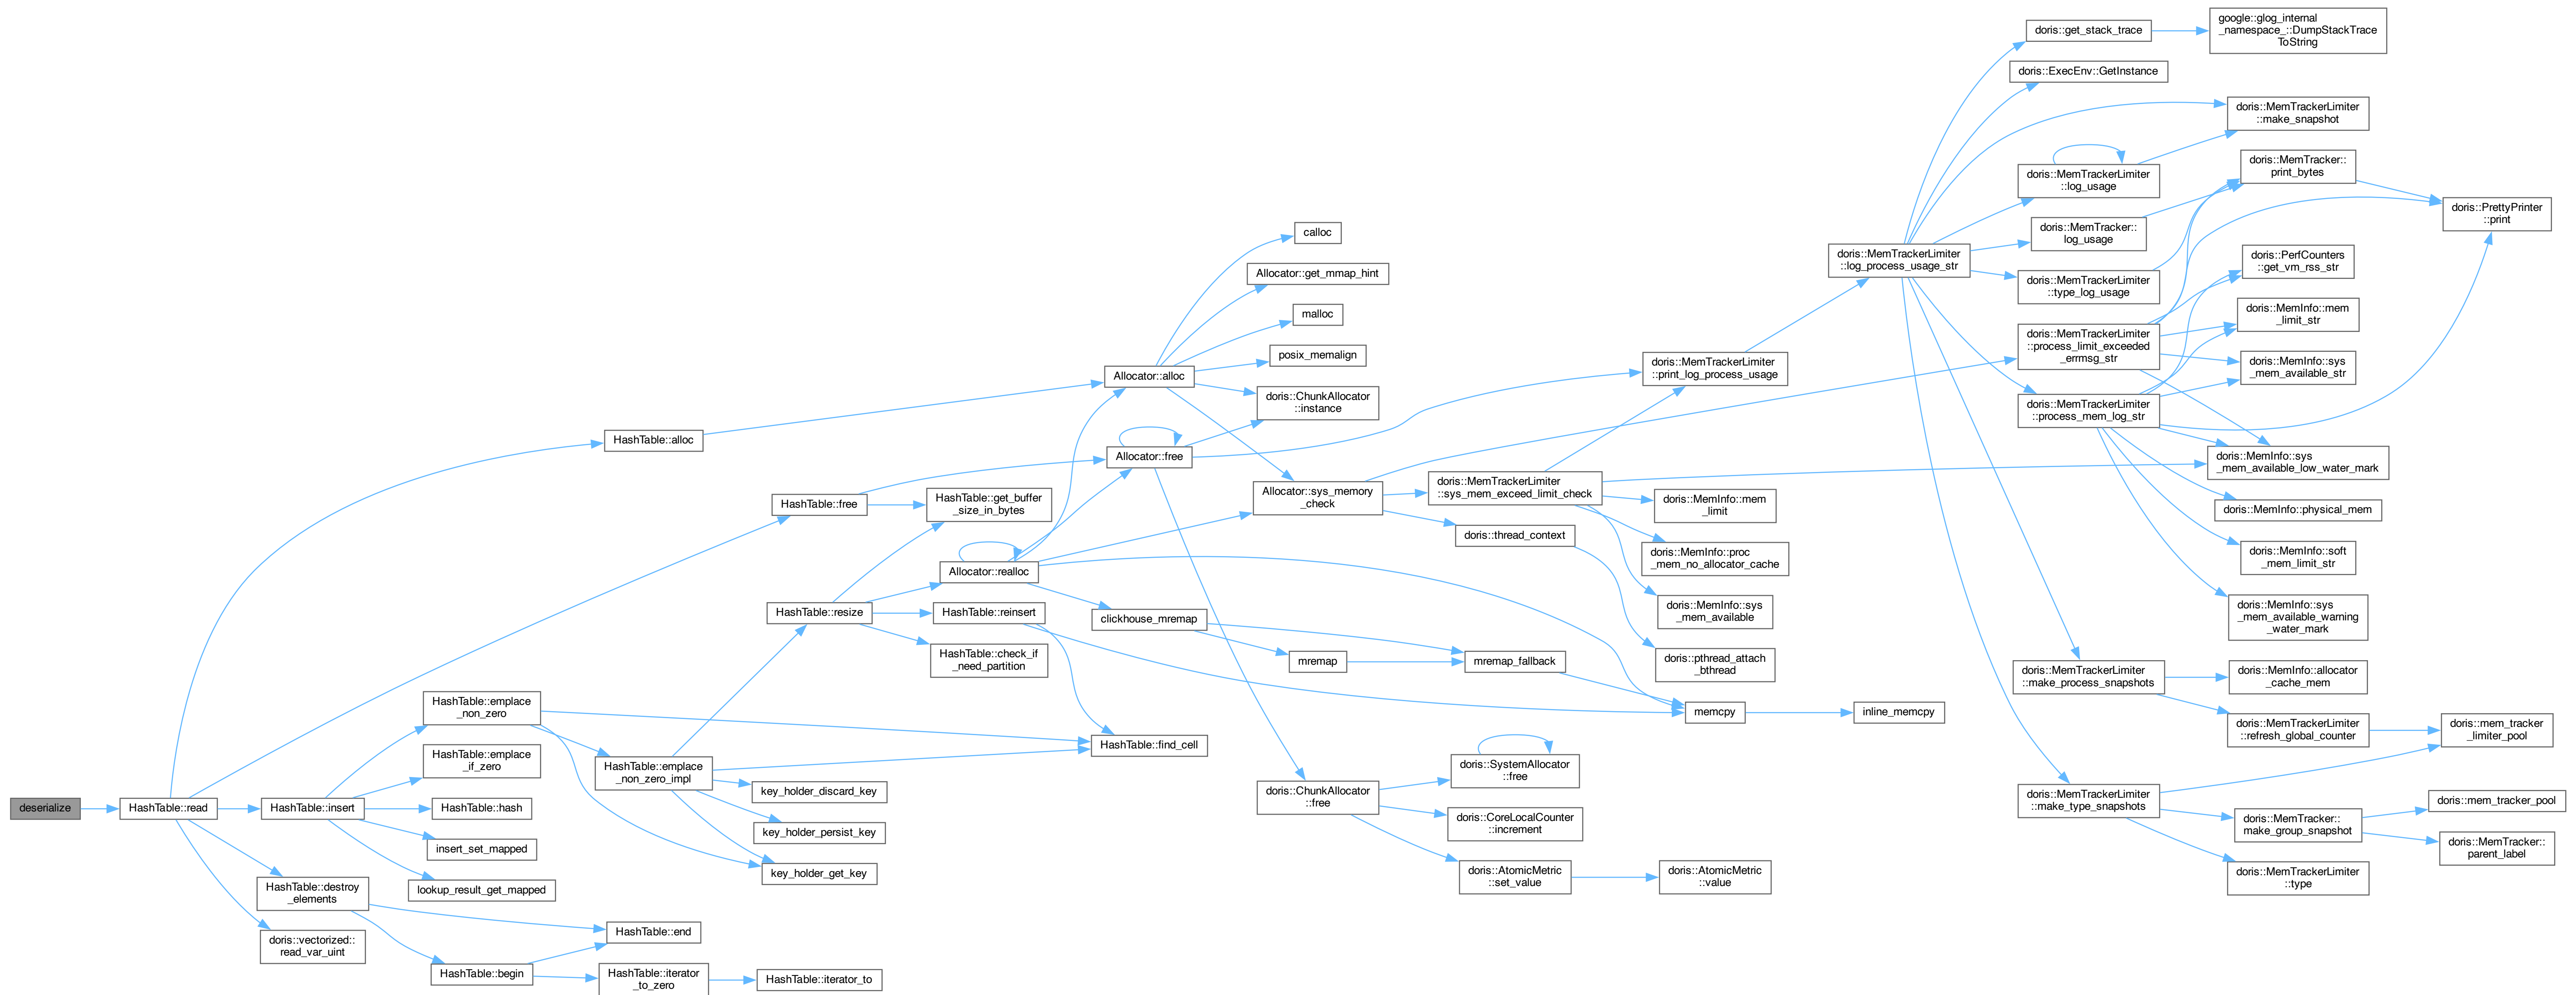 deserialize
HashTable::read
HashTable::alloc
HashTable::free
HashTable::insert
HashTable::destroy
_elements
doris::vectorized::
read_var_uint
HashTable::emplace
_non_zero
HashTable::emplace
_if_zero
HashTable::hash
insert_set_mapped
lookup_result_get_mapped
HashTable::begin
HashTable::end
HashTable::iterator
_to_zero
HashTable::iterator_to
HashTable::emplace
_non_zero_impl
HashTable::resize
key_holder_discard_key
key_holder_persist_key
key_holder_get_key
HashTable::get_buffer
_size_in_bytes
Allocator::realloc
HashTable::reinsert
HashTable::check_if
_need_partition
Allocator::alloc
Allocator::free
clickhouse_mremap
HashTable::find_cell
calloc
Allocator::get_mmap_hint
malloc
posix_memalign
doris::ChunkAllocator
::instance
Allocator::sys_memory
_check
mremap
doris::ChunkAllocator
::free
doris::MemTrackerLimiter
::sys_mem_exceed_limit_check
doris::thread_context
mremap_fallback
doris::SystemAllocator
::free
doris::CoreLocalCounter
::increment
doris::AtomicMetric
::set_value
doris::MemTrackerLimiter
::print_log_process_usage
doris::MemInfo::mem
_limit
doris::MemInfo::proc
_mem_no_allocator_cache
doris::MemInfo::sys
_mem_available
doris::pthread_attach
_bthread
memcpy
inline_memcpy
doris::AtomicMetric
::value
doris::MemTrackerLimiter
::log_process_usage_str
doris::get_stack_trace
google::glog_internal
_namespace_::DumpStackTrace
ToString
doris::ExecEnv::GetInstance
doris::MemTrackerLimiter
::make_snapshot
doris::MemTrackerLimiter
::log_usage
doris::MemTracker::
print_bytes
doris::MemTracker::
log_usage
doris::PrettyPrinter
::print
doris::MemTrackerLimiter
::type_log_usage
doris::PerfCounters
::get_vm_rss_str
doris::MemTrackerLimiter
::process_limit_exceeded
_errmsg_str
doris::MemInfo::mem
_limit_str
doris::MemInfo::sys
_mem_available_str
doris::MemTrackerLimiter
::process_mem_log_str
doris::MemInfo::sys
_mem_available_low_water_mark
doris::MemInfo::physical_mem
doris::MemInfo::soft
_mem_limit_str
doris::MemInfo::sys
_mem_available_warning
_water_mark
doris::MemTrackerLimiter
::make_process_snapshots
doris::MemInfo::allocator
_cache_mem
doris::MemTrackerLimiter
::refresh_global_counter
doris::mem_tracker
_limiter_pool
doris::MemTrackerLimiter
::make_type_snapshots
doris::MemTracker::
make_group_snapshot
doris::mem_tracker_pool
doris::MemTracker::
parent_label
doris::MemTrackerLimiter
::type